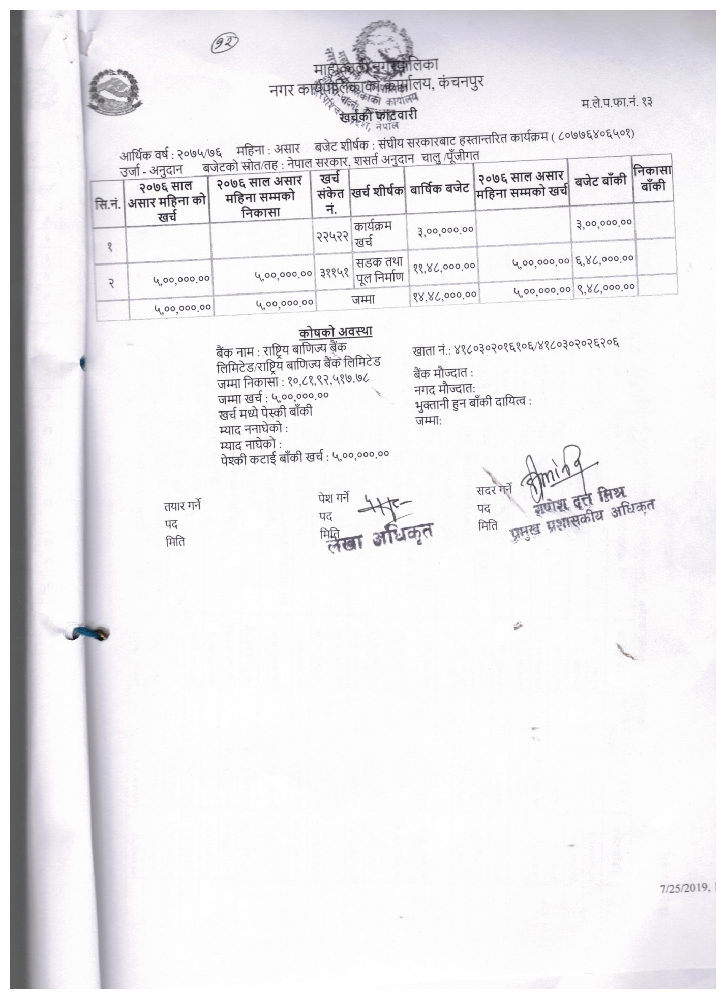 ९२
माहाकाली नगरपालिका
नगर कार्यपालिकाको कार्यालय, कंचनपुर
म.ले.प.फा.नं. १३
खर्चको फाटवारी
आर्थिक वर्ष : २०७५/७६ महिना : असार बजेट शीर्षक : संघीय सरकारबाट हस्तान्तरित कार्यक्रम ( ८०७७६४०६५०१)
उर्जा - अनुदान बजेटको स्रोत/तह : नेपाल सरकार, शसर्त अनुदान चालु /पूँजीगत
सि.नं. २०७६ साल असार महिना को खर्च २०७६ साल असार महिना सम्मको निकासा खर्च संकेत नं. खर्च शीर्षक बार्षिक बजेट २०७६ साल असार महिना सम्मको खर्च बजेट बाँकी निकासा बाँकी
१ २२५२२ कार्यक्रम खर्च ३,००,०००.०० ३,००,०००.००
२ ५,००,०००.०० ५,००,०००.०० ३११५१ सडक तथा पूल निर्माण ११,४८,०००.०० ५,००,०००.०० ६,४८,०००.००
५,००,०००.०० ५,००,०००.०० जम्मा १४,४८,०००.०० ५,००,०००.०० ९,४८,०००.००
कोषको अवस्था
बैंक नाम : राष्ट्रिय बाणिज्य बैंक
लिमिटेड/राष्ट्रिय बाणिज्य बैंक लिमिटेड
जम्मा निकासा : १०,८१,९२,५१७.७८
जम्मा खर्च : ५,००,०००.००
खर्च मध्ये पेस्की बाँकी
म्याद ननाघेको :
म्याद नाघेको :
पेश्की कटाई बाँकी खर्च : ५,००,०००.००
खाता नं.: ४१८०३०२०१६१०६/४१८०३०२०२६२०६
बैंक मौज्दात :
नगद मौज्दात:
भुक्तानी हुन बाँकी दायित्व :
जम्मा:
तयार गर्ने
पद
मिति
पेश गर्ने
पद
मिति
लेखा अधिकृत
सदर गर्ने
पद
मिति
गणेश दत्त मिश्र
प्रमुख प्रशासकीय अधिकृत
7/25/2019,